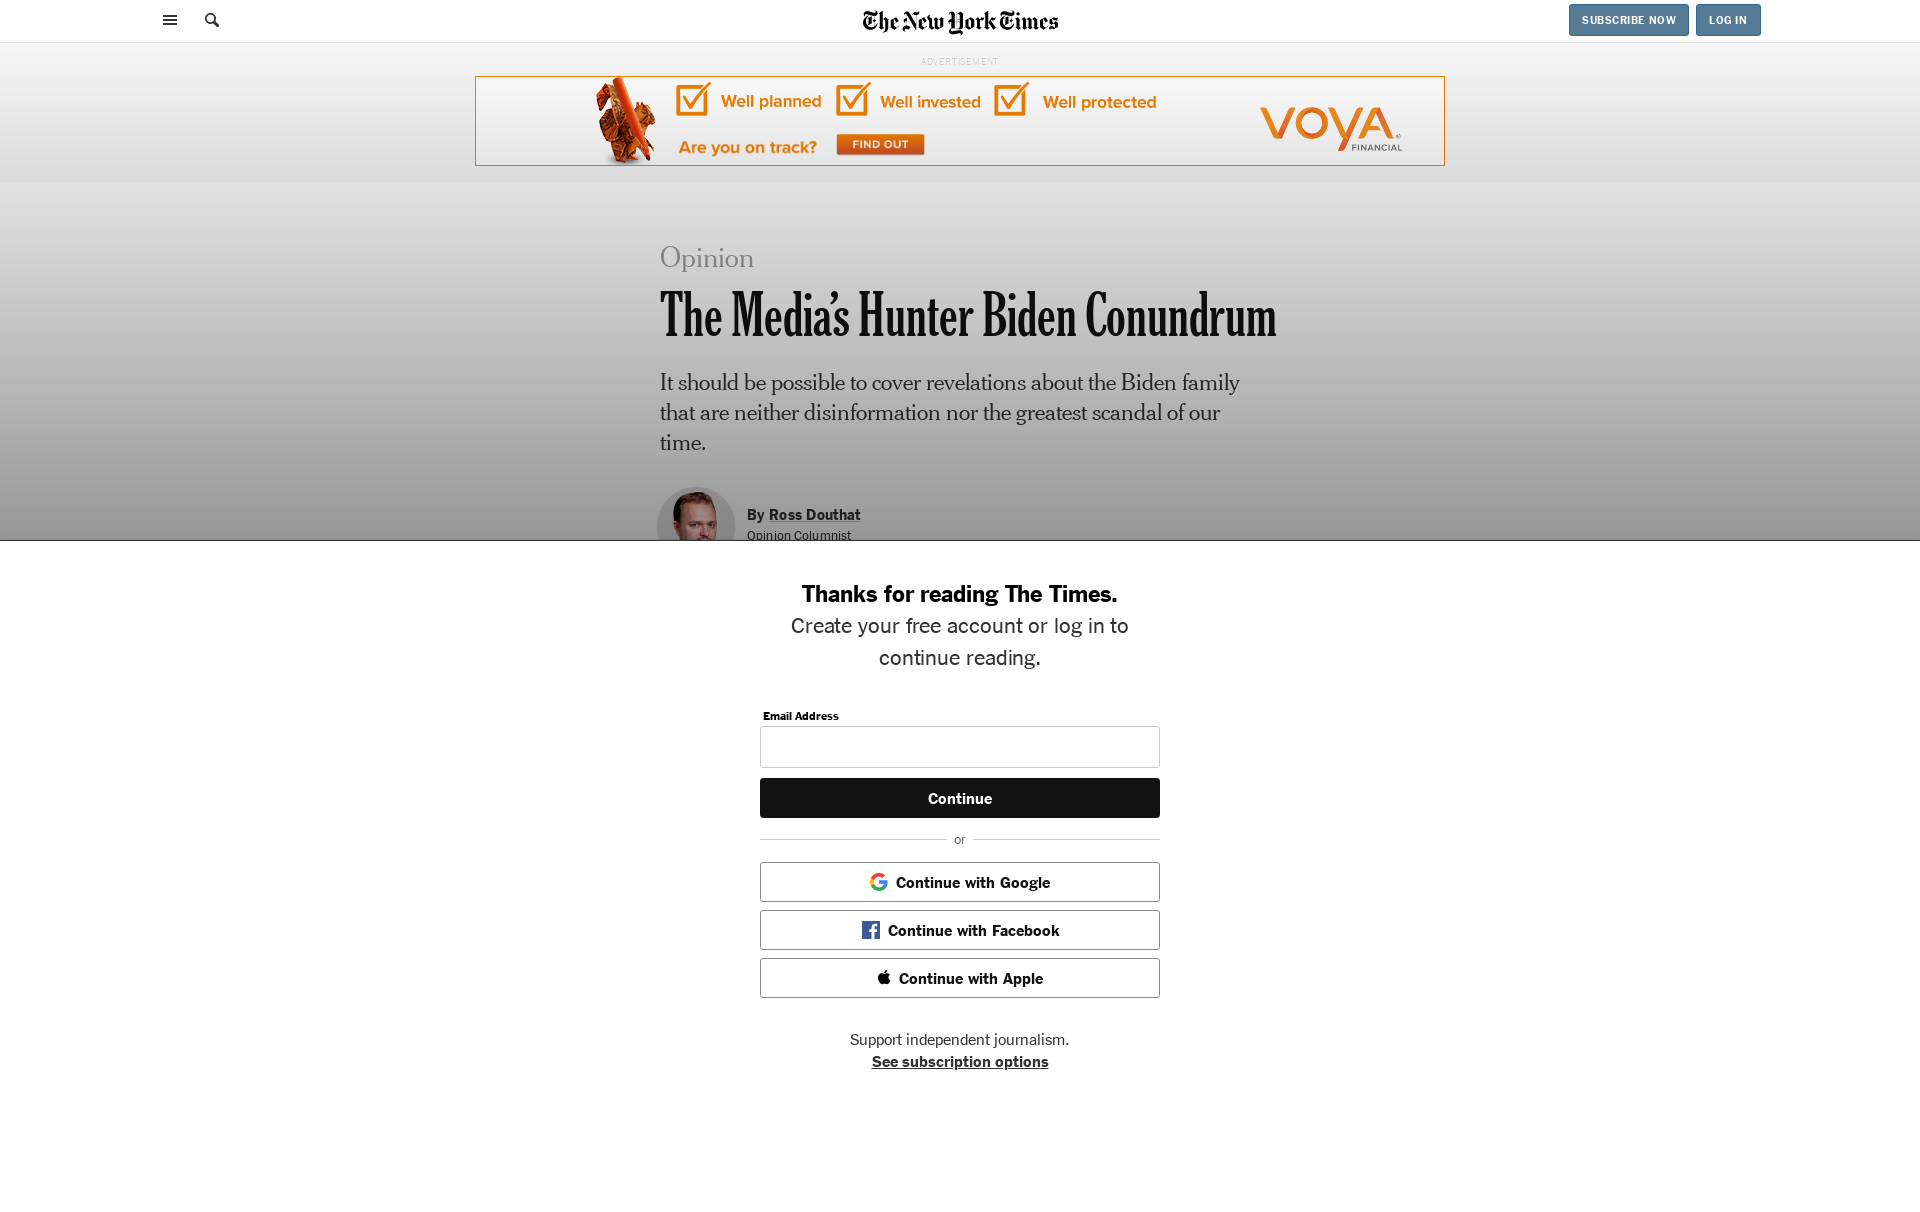 The New York Times
SUBSCRIBE NOW
LOG IN
ADVERTISEMENT
Well planned
Well invested
Well protected
Are you on track?
FIND OUT
VOYA
FINANCIAL
Opinion
The Media’s Hunter Biden Conundrum
It should be possible to cover revelations about the Biden family
that are neither disinformation nor the greatest scandal of our
time.
By Ross Douthat
Opinion Columnist
Thanks for reading The Times.
Create your free account or log in to
continue reading.
Email Address
Continue
or
Continue with Google
Continue with Facebook
Continue with Apple
Support independent journalism.
See subscription options